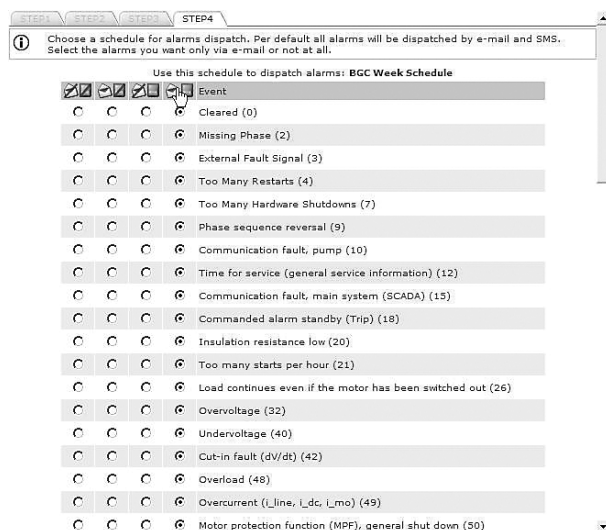 STEP1 STEP2 STEP3 STEP4
Choose a schedule for alarms dispatch. Per default all alarms will be dispatched by e-mail and SMS.
Select the alarms you want only via e-mail or not at all.
Use this schedule to dispatch alarms: BGC Week Schedule
Event
Cleared (0)
Missing Phase (2)
External Fault Signal (3)
Too Many Restarts (4)
Too Many Hardware Shutdowns (7)
Phase sequence reversal (9)
Communication fault, pump (10)
Time for service (general service information) (12)
Communication fault, main system (SCADA) (15)
Commanded alarm standby (Trip) (18)
Insulation resistance low (20)
Too many starts per hour (21)
Load continues even if the motor has been switched out (26)
Overvoltage (32)
Undervoltage (40)
Cut-in fault (dV/dt) (42)
Overload (48)
Overcurrent (i_line, i_dc, i_mo) (49)
Motor protection function (MPF), general shut down (50)